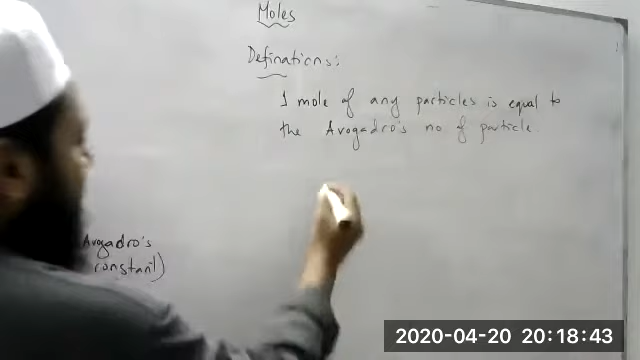 Moles
Definations:
1 mole of any particles is equal to
the Avogadro's no of particle.
Avogadro's
constant)
2020-04-20 20:18:43